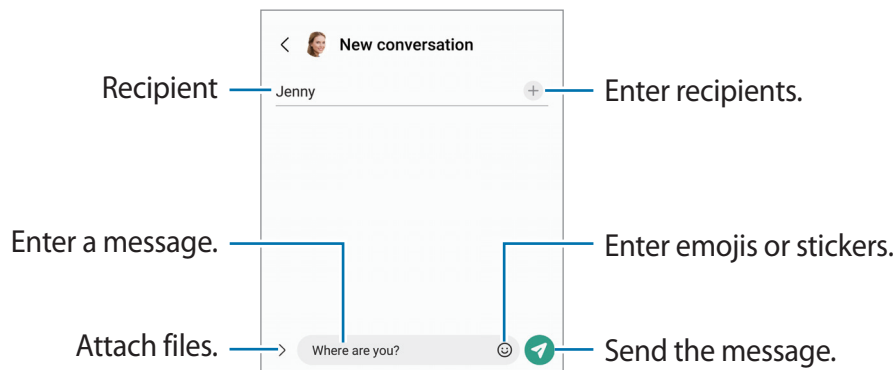 New conversation
Recipient
Jenny
Enter recipients.
Enter a message.
Enter emojis or stickers.
Attach files.
Where are you?
Send the message.